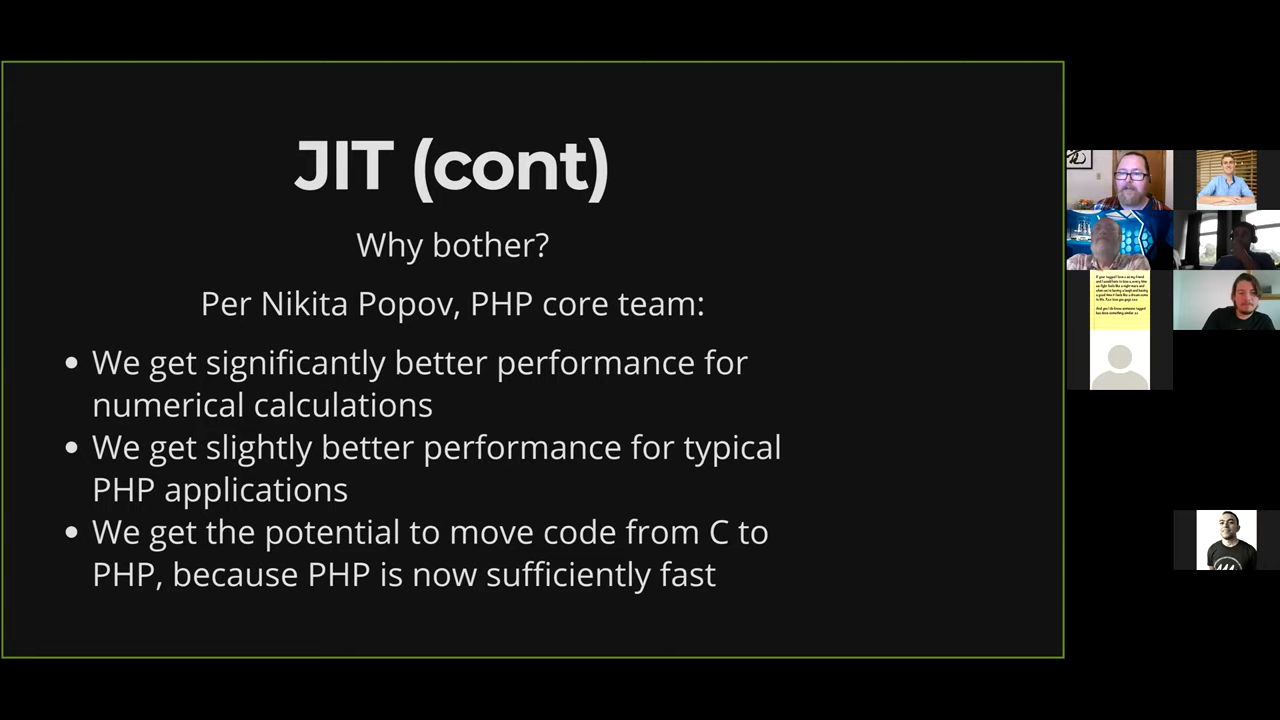 JIT (cont)
Why bother?
Per Nikita Popov, PHP core team:
• We get significantly better performance for
numerical calculations
• We get slightly better performance for typical
PHP applications
• We get the potential to move code from C to
PHP, because PHP is now sufficiently fast